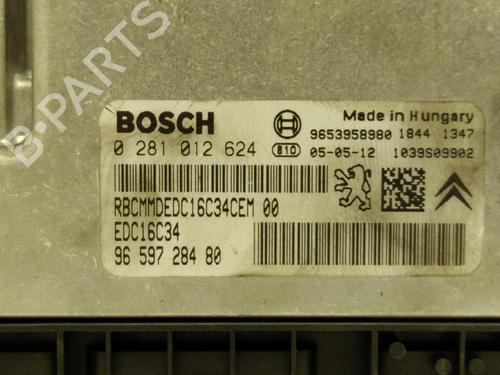 BOSCH
Made in Hungary
9653958980 1844 1347
0 281 012 624 810 05-05-12 1039S09902
RBCMMDEDC16C34CEM 00
EDC16C34
96 597 284 80
B-PARTS